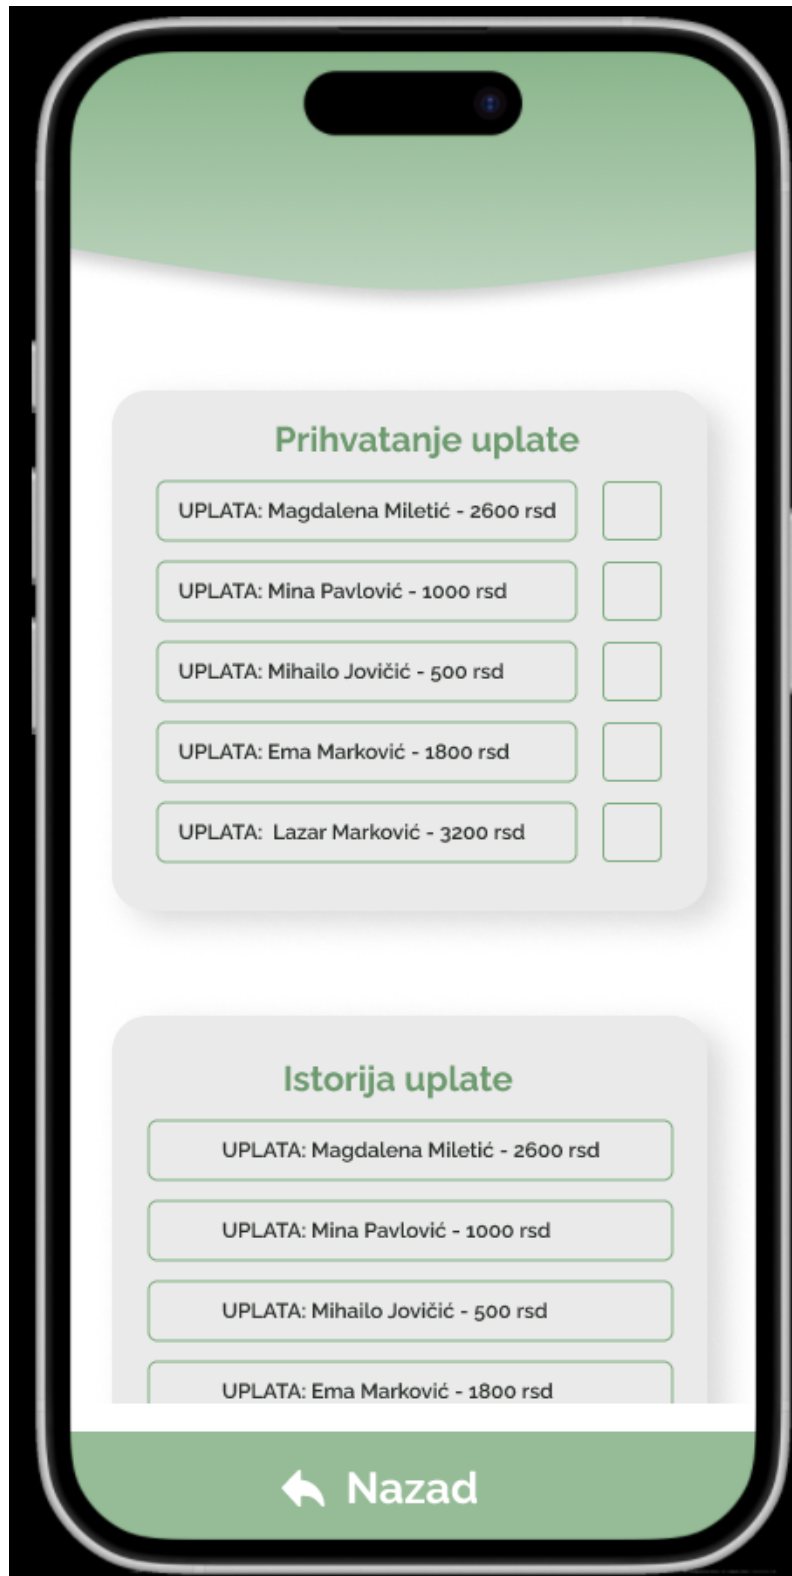 Prihvatanje uplate
UPLATA: Magdalena Miletić - 2600 rsd
UPLATA: Mina Pavlović - 1000 rsd
UPLATA: Mihailo Jovičić - 500 rsd
UPLATA: Ema Marković - 1800 rsd
UPLATA:  Lazar Marković - 3200 rsd
Istorija uplate
UPLATA: Magdalena Miletić - 2600 rsd
UPLATA: Mina Pavlović - 1000 rsd
UPLATA: Mihailo Jovičić - 500 rsd
UPLATA: Ema Marković - 1800 rsd
Nazad